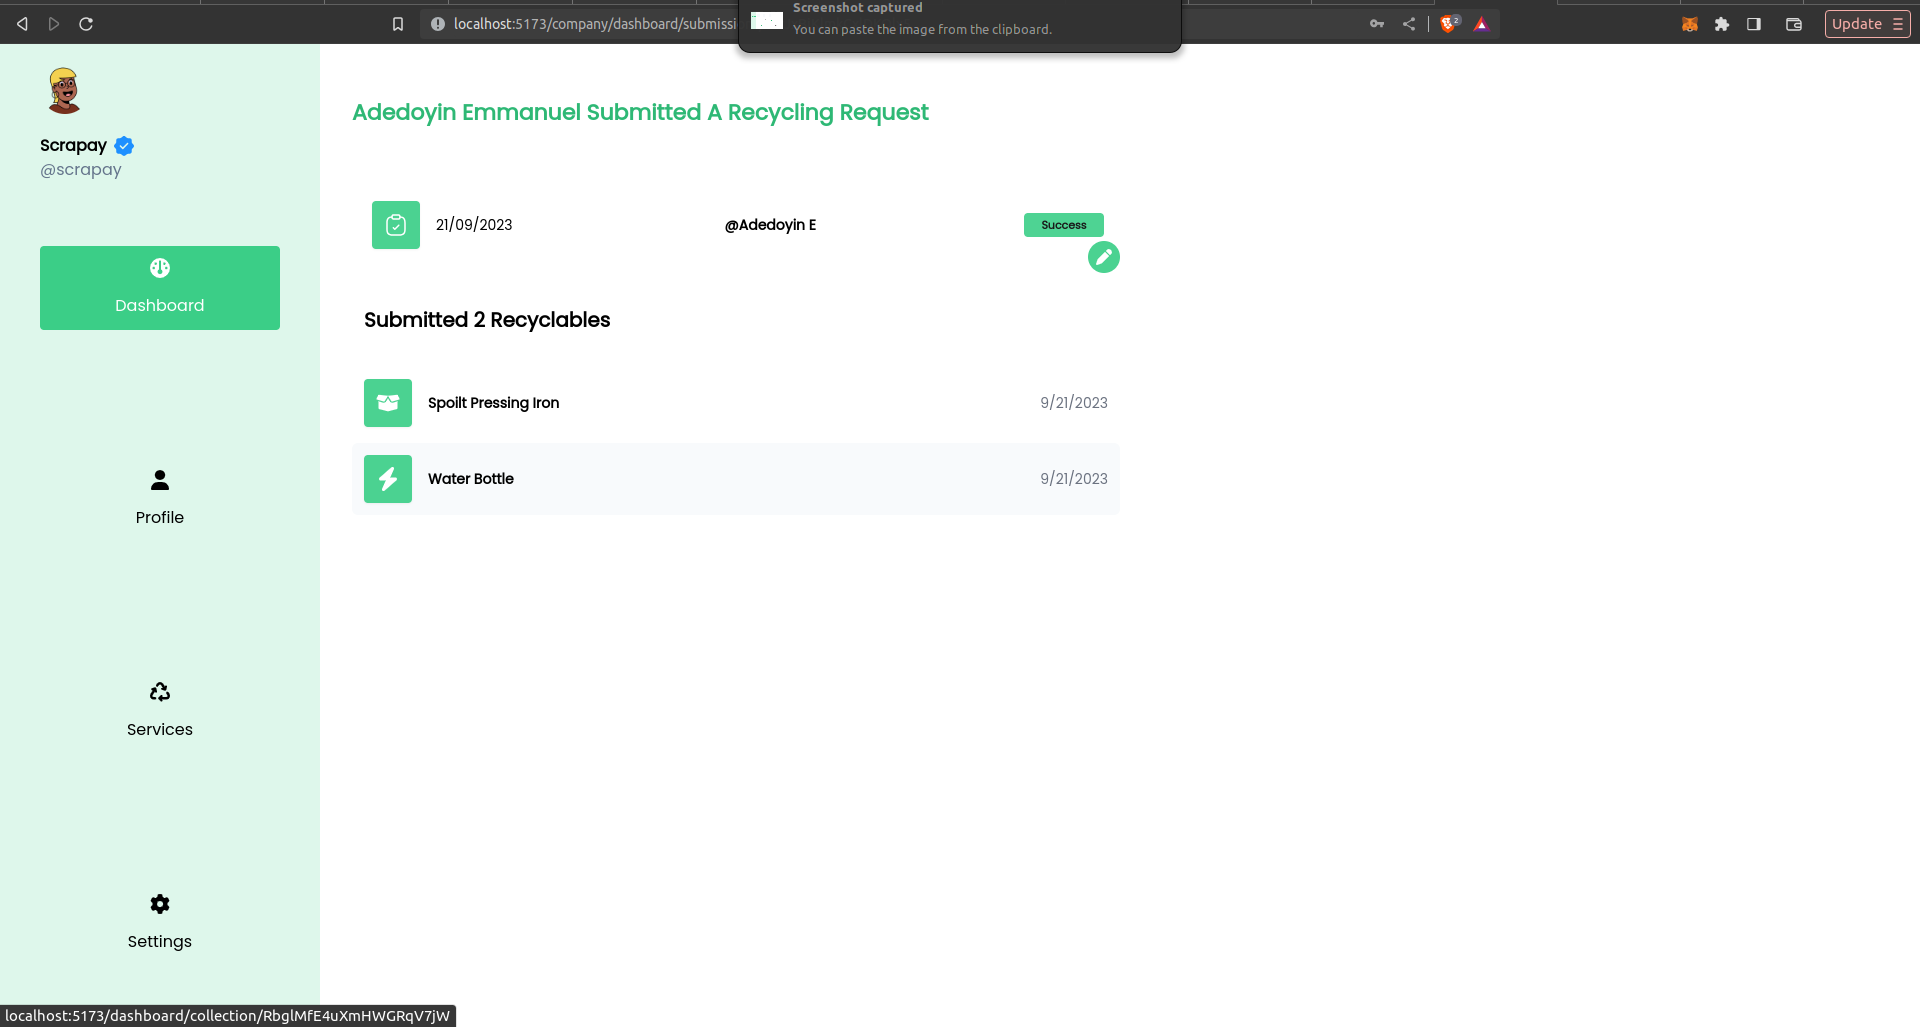 Screenshot captured
You can paste the image from the clipboard.
localhost:5173/company/dashboard/submissi
2
Update
Scrapay
@scrapay
Dashboard
Profile
Services
Settings
Adedoyin Emmanuel Submitted A Recycling Request
21/09/2023 @Adedoyin E Success
Submitted 2 Recyclables
Spoilt Pressing Iron 9/21/2023
Water Bottle 9/21/2023
localhost:5173/dashboard/collection/RbglMfE4uXmHWGRqV7jW